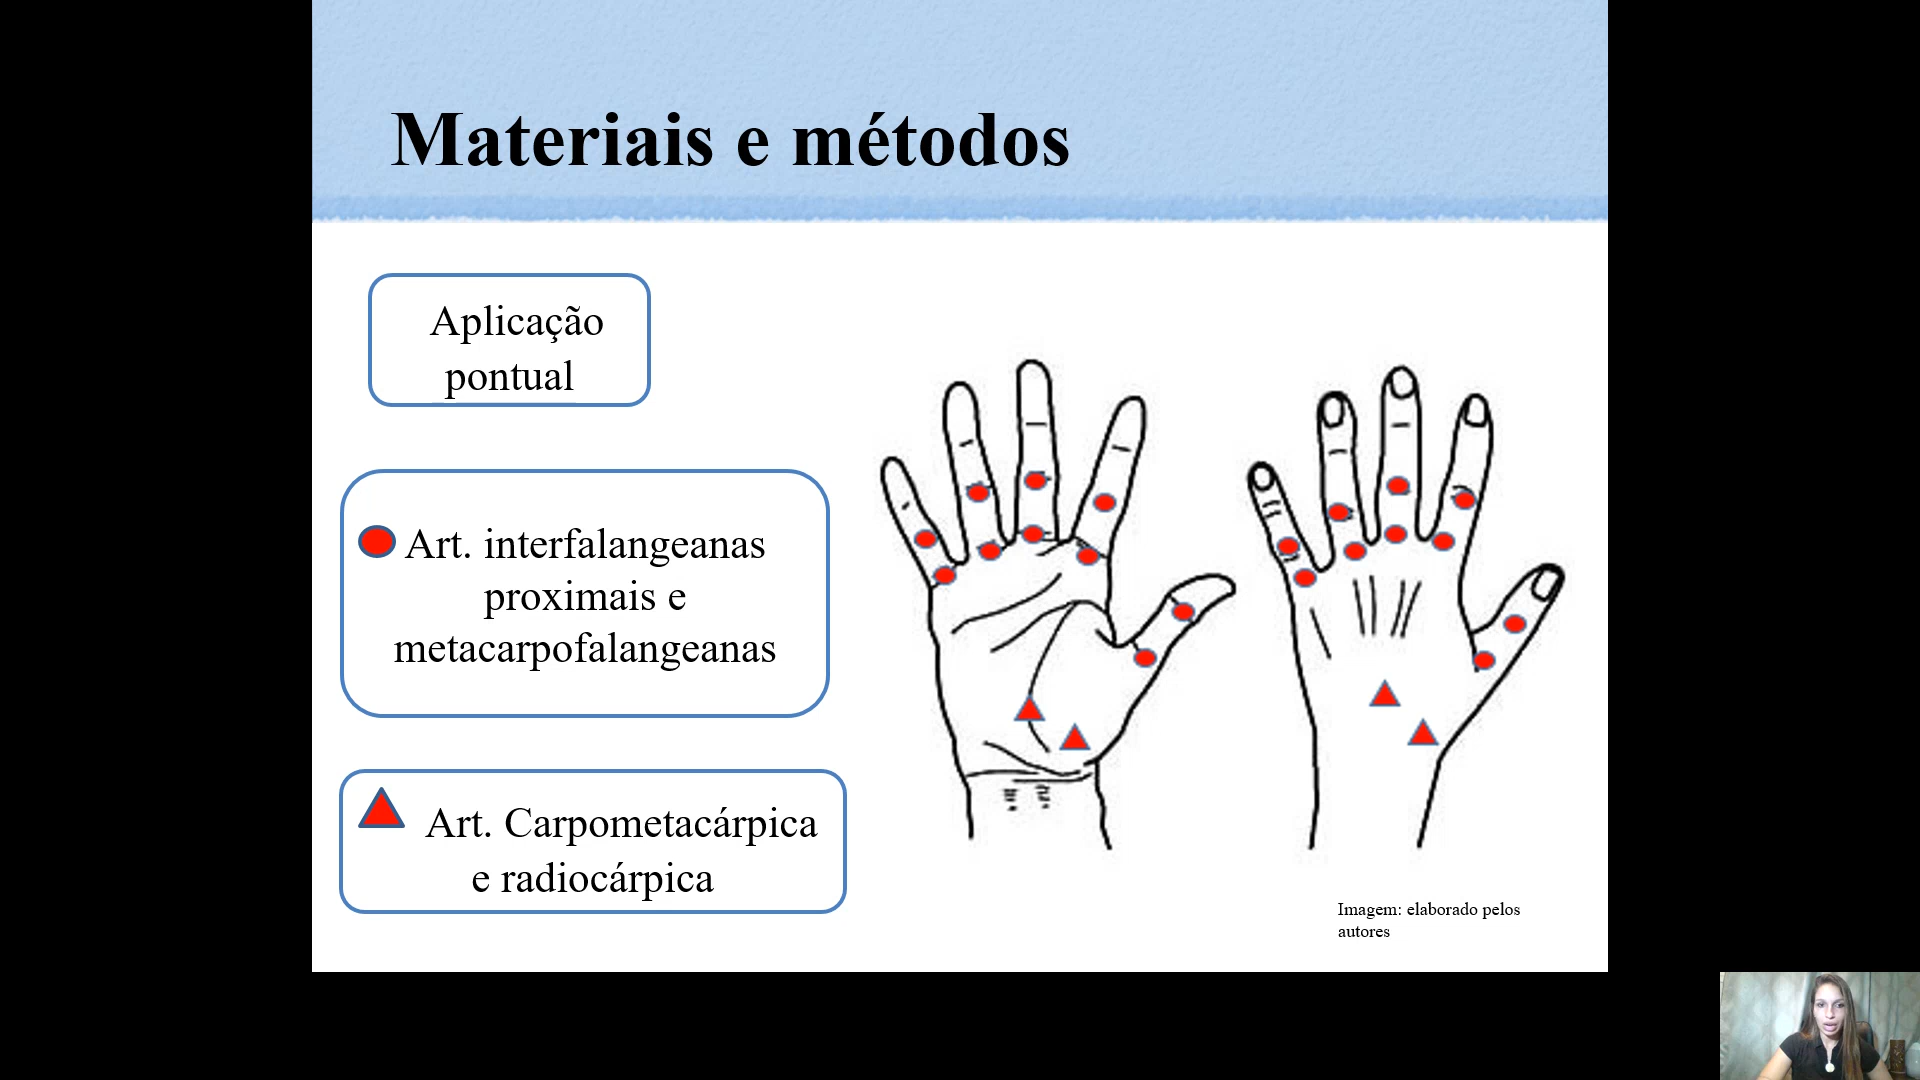 Materiais e métodos
Aplicação
pontual
Art. interfalangeanas
proximais e
metacarpofalangeanas
Art. Carpometacárpica
e radiocárpica
Imagem: elaborado pelos
autores